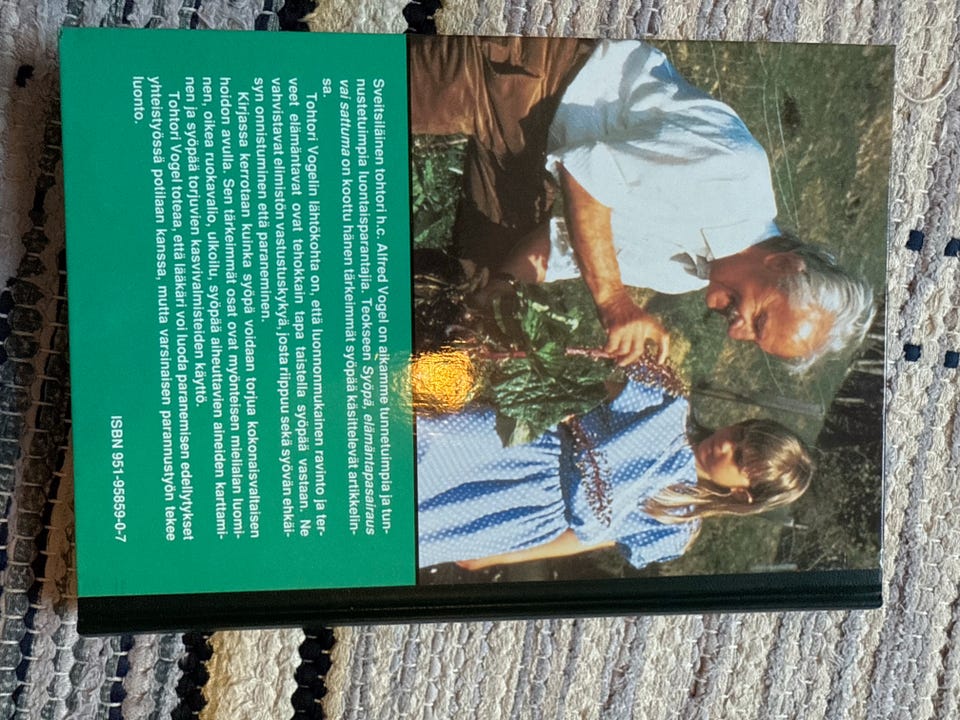 Sveitsiläinen tohtori h.c. Alfred Vogel on aikamme tunnetuimpia ja tun-
nustetuimpia luontaisparantajia. Teokseen Syöpä, elämäntapasairaus
vai sattuma on koottu hänen tärkeimmät syöpää käsittelevät artikkelin-
sa.
Tohtori Vogelin lähtökohta on, että luonnonmukainen ravinto ja ter-
veet elämäntavat ovat tehokkain tapa taistella syöpää vastaan. Ne
vahvistavat elimistön vastustuskykyä, josta riippuu sekä syövän ehkäi-
syn onnistuminen että paraneminen.
Kirjassa kerrotaan kuinka syöpä voidaan torjua kokonaisvaltaisen
hoidon avulla. Sen tärkeimmät osat ovat myönteisen mielialan luomi-
nen, oikea ruokavalio, ulkoilu, syöpää aiheuttavien aineiden karttami-
nen ja syöpää torjuvien kasvivalmisteiden käyttö.
Tohtori Vogel toteaa, että lääkäri voi luoda paranemisen edellytykset
yhteistyössä potilaan kanssa, mutta varsinaisen parannustyön tekee
luonto.
ISBN 951-95859-0-7